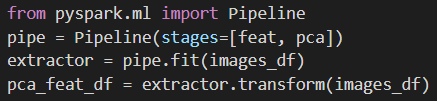 from pyspark.ml import Pipeline
pipe = Pipeline(stages=[feat, pca])
extractor = pipe.fit(images_df)
pca_feat_df = extractor.transform(images_df)